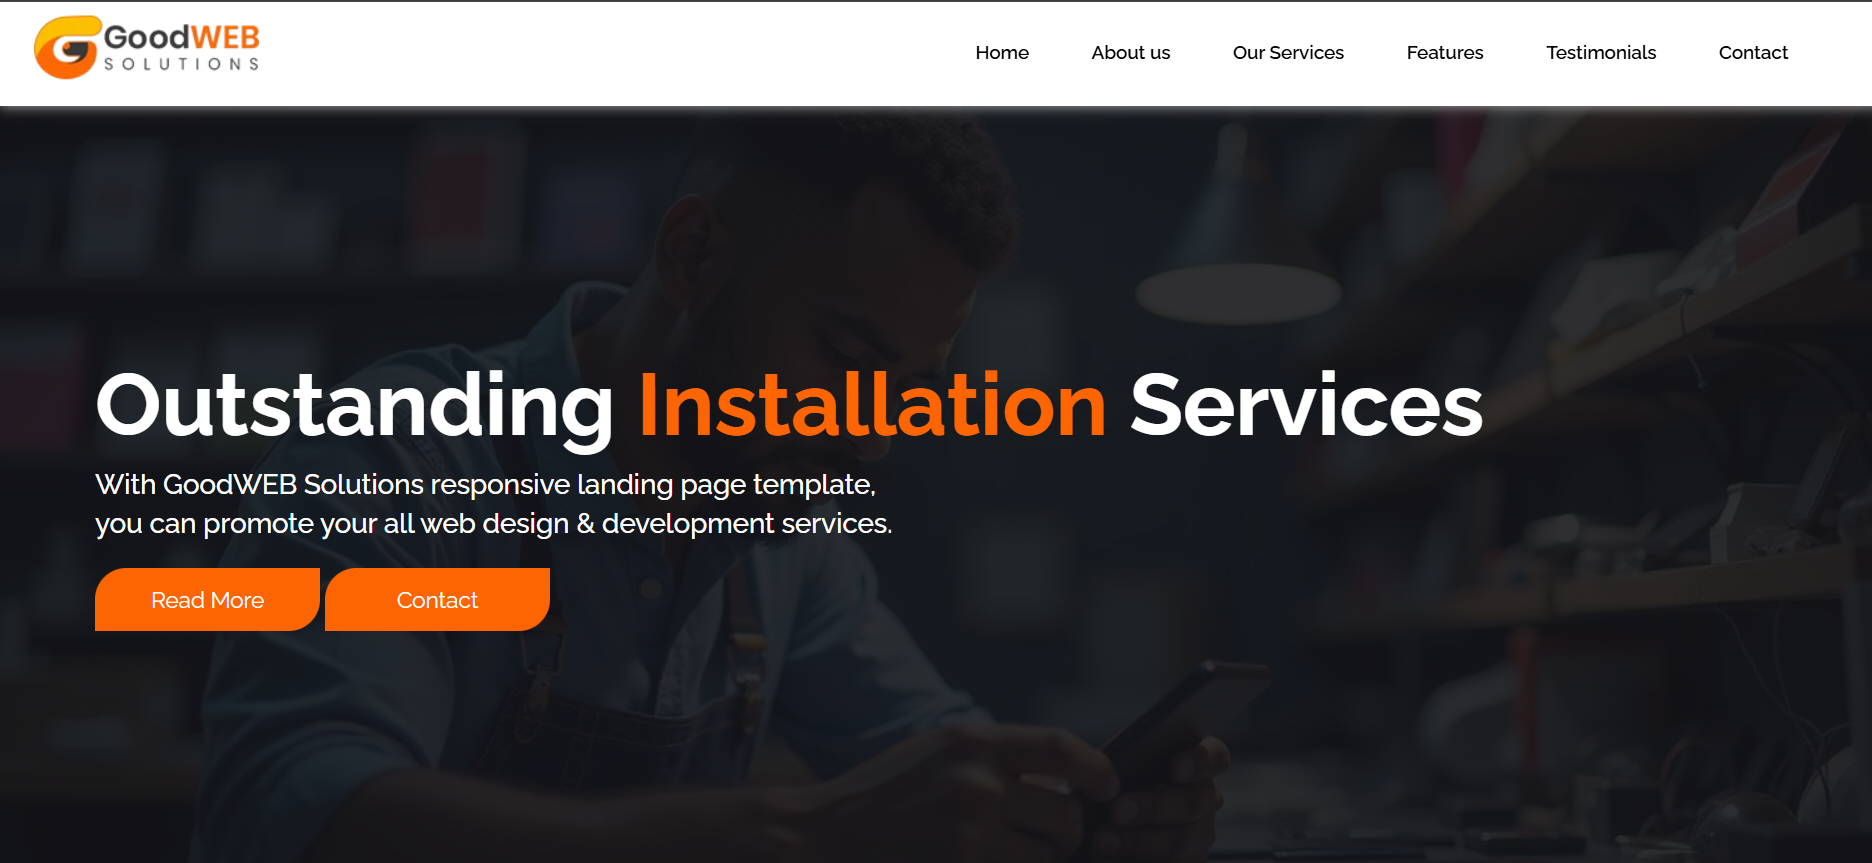 GoodWEB
SOLUTIONS
Home About us Our Services Features Testimonials Contact
Outstanding Installation Services
With GoodWEB Solutions responsive landing page template,
you can promote your all web design & development services.
Read More Contact